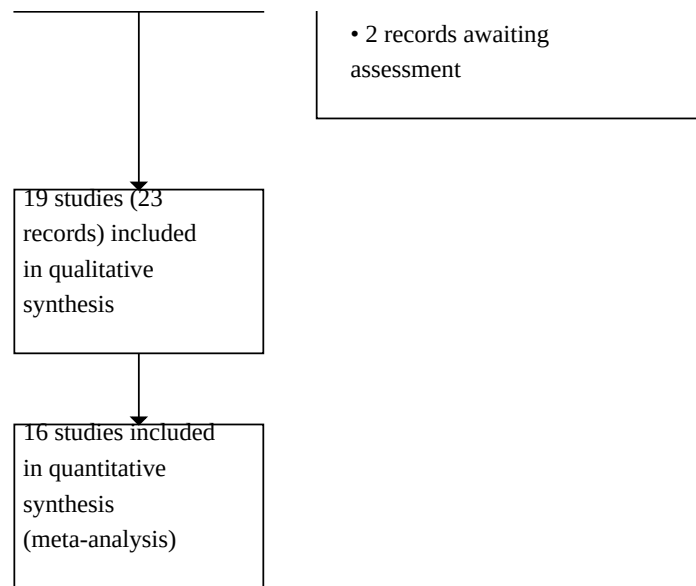 • 2 records awaiting
assessment
19 studies (23
records) included
in qualitative
synthesis
16 studies included
in quantitative
synthesis
(meta-analysis)